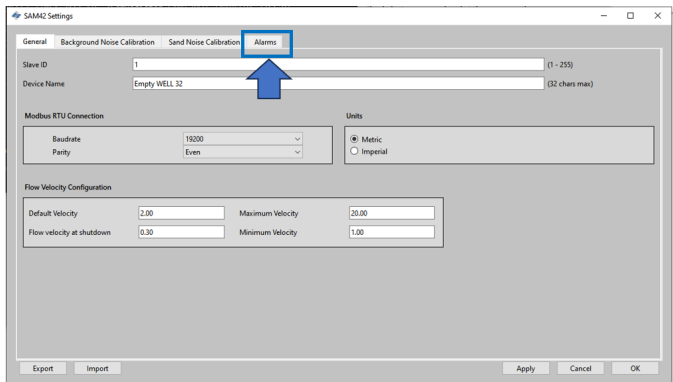 SAM42 Settings
General Background Noise Calibration Sand Noise Calibration Alarms
Slave ID 1 (1 - 255)
Device Name Empty WELL 32 (32 chars max)
Modbus RTU Connection Units
Baudrate 19200 Metric
Parity Even Imperial
Flow Velocity Configuration
Default Velocity 2.00 Maximum Velocity 20.00
Flow velocity at shutdown 0.30 Minimum Velocity 1.00
Export Import Apply Cancel OK